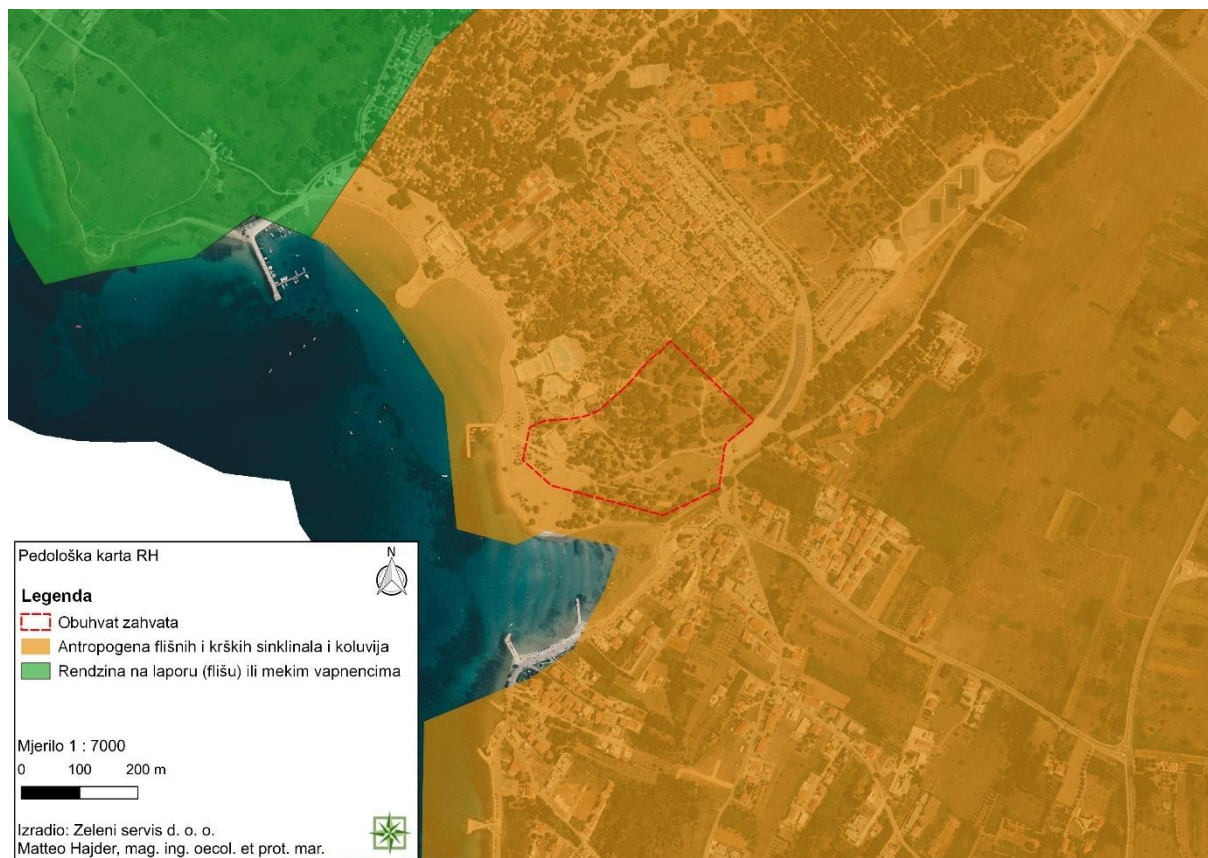 Pedološka karta RH
N
Legenda
Obuhvat zahvata
Antropogena flišnih i krških sinklinala i koluvija
Rendzina na laporu (flišu) ili mekim vapnencima
Mjerilo 1 : 7000
0 100 200 m
Izradio: Zeleni servis d. o. o.
Matteo Hajder, mag. ing. oecol. et prot. mar.